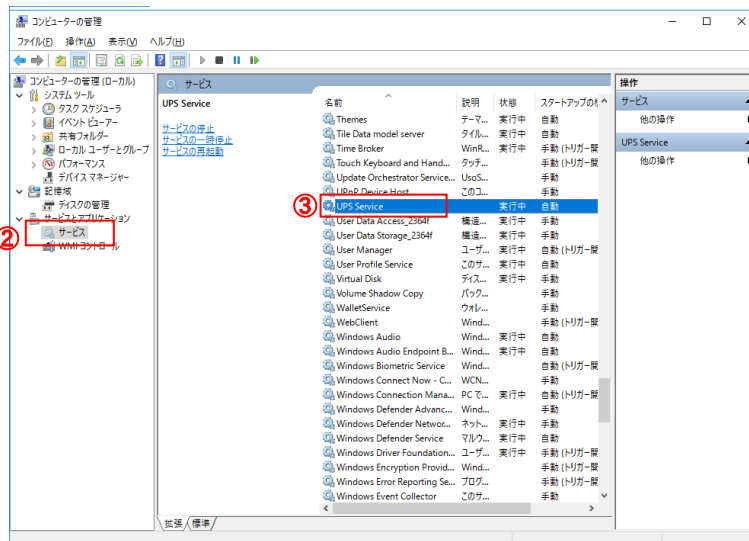 コンピューターの管理
ファイル(F) 操作(A) 表示(V) ヘルプ(H)
コンピューターの管理 (ローカル)
システム ツール
タスク スケジューラ
イベント ビューアー
共有フォルダー
ローカル ユーザーとグループ
パフォーマンス
デバイス マネージャー
記憶域
ディスクの管理
サービスとアプリケーション
② サービス
WMI コントロール
サービス
UPS Service
サービスの停止
サービスの一時停止
サービスの再起動
名前 説明 状態 スタートアップの種
Themes テーマ... 実行中 自動
Tile Data model server タイル... 実行中 自動
Time Broker WinR... 実行中 手動 (トリガー開
Touch Keyboard and Hand... タッチ... 手動 (トリガー開
Update Orchestrator Service... UsoS... 手動
UPnP Device Host このコ... 手動
③ UPS Service 実行中 自動
User Data Access_2364f 構造... 実行中 手動
User Data Storage_2364f 構造... 実行中 手動
User Manager ユーザ... 実行中 自動 (トリガー開
User Profile Service このサ... 実行中 自動
Virtual Disk ディス... 実行中 手動
Volume Shadow Copy バック... 手動
WalletService ウォレ... 手動
WebClient Wind... 手動 (トリガー開
Windows Audio Wind... 実行中 自動
Windows Audio Endpoint B... Wind... 実行中 自動
Windows Biometric Service Wind... 自動 (トリガー開
Windows Connect Now - C... WCN... 手動
Windows Connection Mana... PC で... 実行中 自動 (トリガー開
Windows Defender Advanc... Wind... 手動
Windows Defender Networ... ネット... 実行中 手動
Windows Defender Service マルウ... 実行中 自動
Windows Driver Foundation... ユーザ... 実行中 手動 (トリガー開
Windows Encryption Provid... Wind... 手動 (トリガー開
Windows Error Reporting Se... プログ... 手動 (トリガー開
Windows Event Collector このサ... 手動
拡張 標準
操作
サービス
他の操作
UPS Service
他の操作